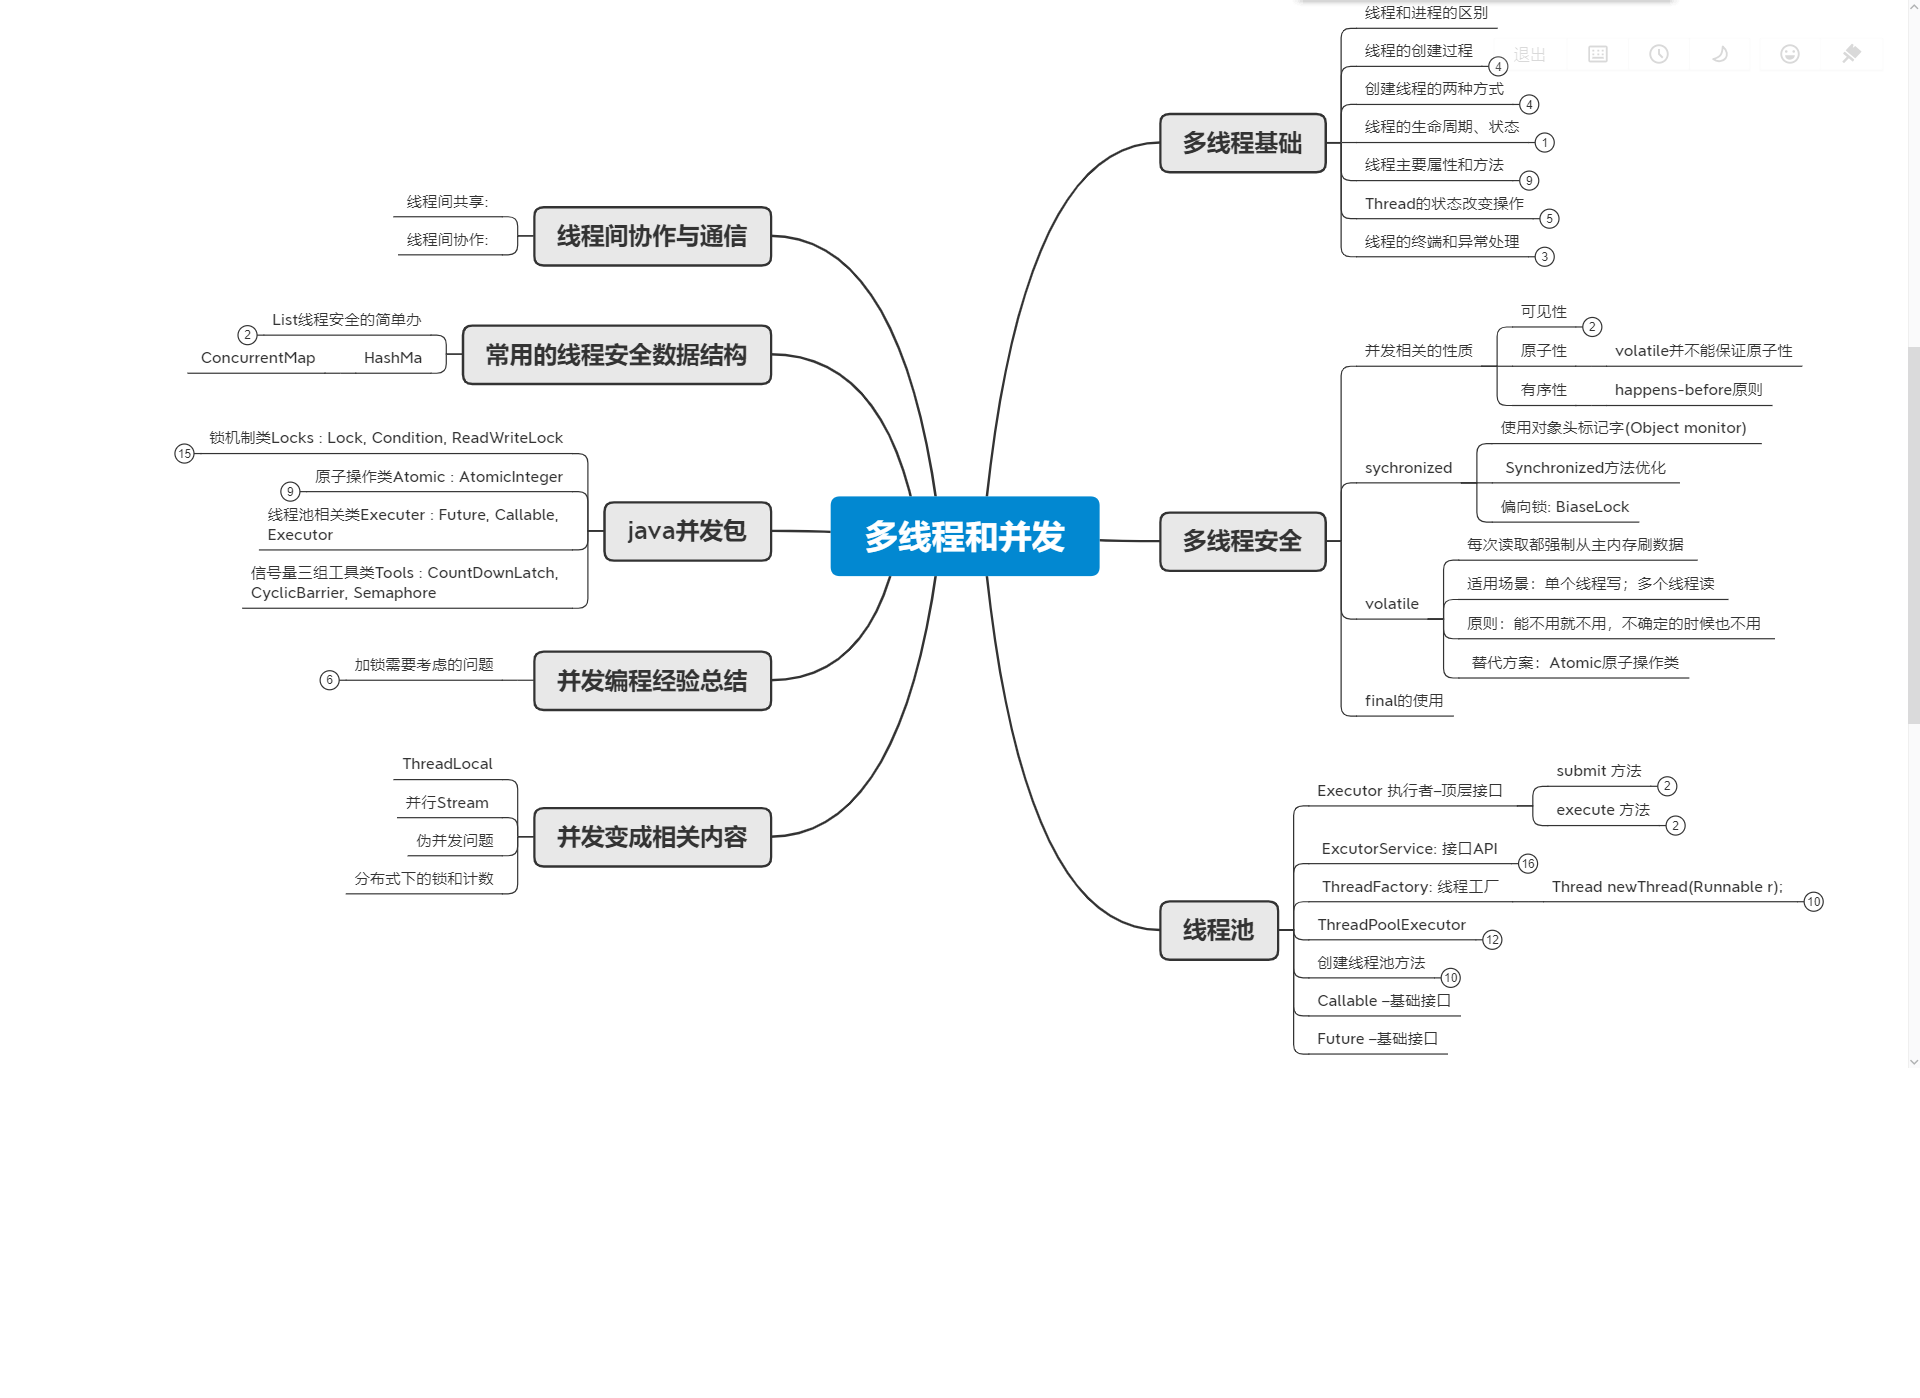 多线程和并发
多线程基础
线程和进程的区别
线程的创建过程
4
创建线程的两种方式
4
线程的生命周期、状态
1
线程主要属性和方法
9
Thread的状态改变操作
5
线程的终端和异常处理
3
退出
多线程安全
并发相关的性质
可见性
2
原子性
volatile并不能保证原子性
有序性
happens-before原则
sychronized
使用对象头标记字(Object monitor)
Synchronized方法优化
偏向锁: BiaseLock
volatile
每次读取都强制从主内存刷数据
适用场景：单个线程写；多个线程读
原则：能不用就不用，不确定的时候也不用
替代方案：Atomic原子操作类
final的使用
线程池
Executor 执行者–顶层接口
submit 方法
2
execute 方法
2
ExcutorService: 接口API
16
ThreadFactory: 线程工厂
Thread newThread(Runnable r);
10
ThreadPoolExecutor
12
创建线程池方法
10
Callable –基础接口
Future –基础接口
线程间协作与通信
线程间共享:
线程间协作:
常用的线程安全数据结构
List线程安全的简单办
2
HashMa
ConcurrentMap
java并发包
锁机制类Locks : Lock, Condition, ReadWriteLock
15
原子操作类Atomic : AtomicInteger
9
线程池相关类Executer : Future, Callable,
Executor
信号量三组工具类Tools : CountDownLatch,
CyclicBarrier, Semaphore
并发编程经验总结
加锁需要考虑的问题
6
并发变成相关内容
ThreadLocal
并行Stream
伪并发问题
分布式下的锁和计数